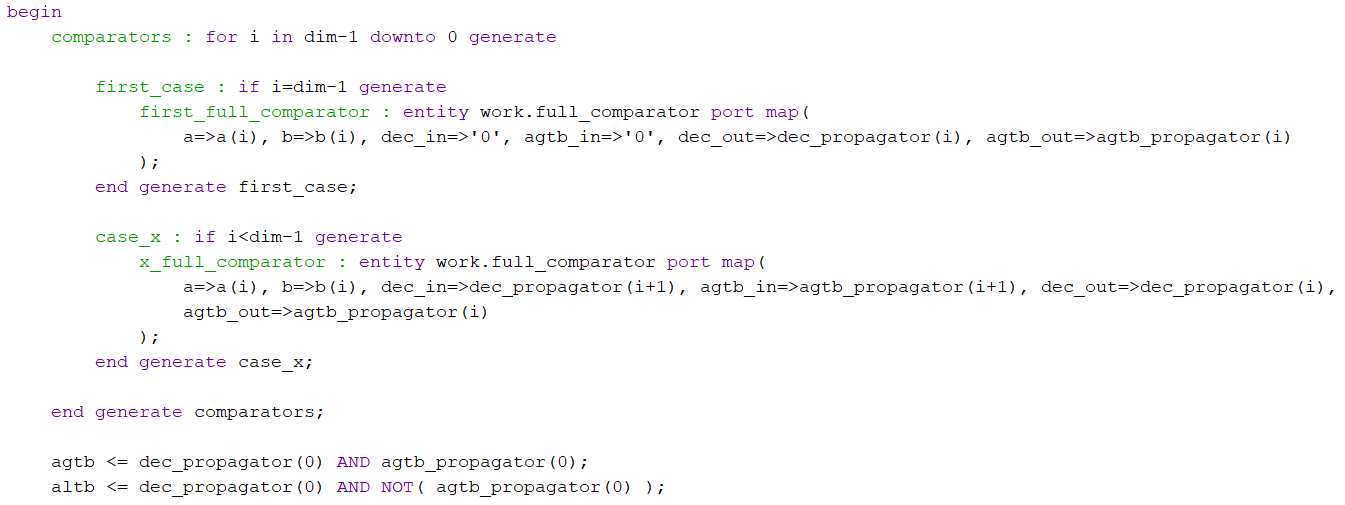 begin
    comparators : for i in dim-1 downto 0 generate

        first_case : if i=dim-1 generate
            first_full_comparator : entity work.full_comparator port map(
                a=>a(i), b=>b(i), dec_in=>'0', agtb_in=>'0', dec_out=>dec_propagator(i), agtb_out=>agtb_propagator(i)
            );
        end generate first_case;

        case_x : if i<dim-1 generate
            x_full_comparator : entity work.full_comparator port map(
                a=>a(i), b=>b(i), dec_in=>dec_propagator(i+1), agtb_in=>agtb_propagator(i+1), dec_out=>dec_propagator(i),
                agtb_out=>agtb_propagator(i)
            );
        end generate case_x;

    end generate comparators;

    agtb <= dec_propagator(0) AND agtb_propagator(0);
    altb <= dec_propagator(0) AND NOT( agtb_propagator(0) );